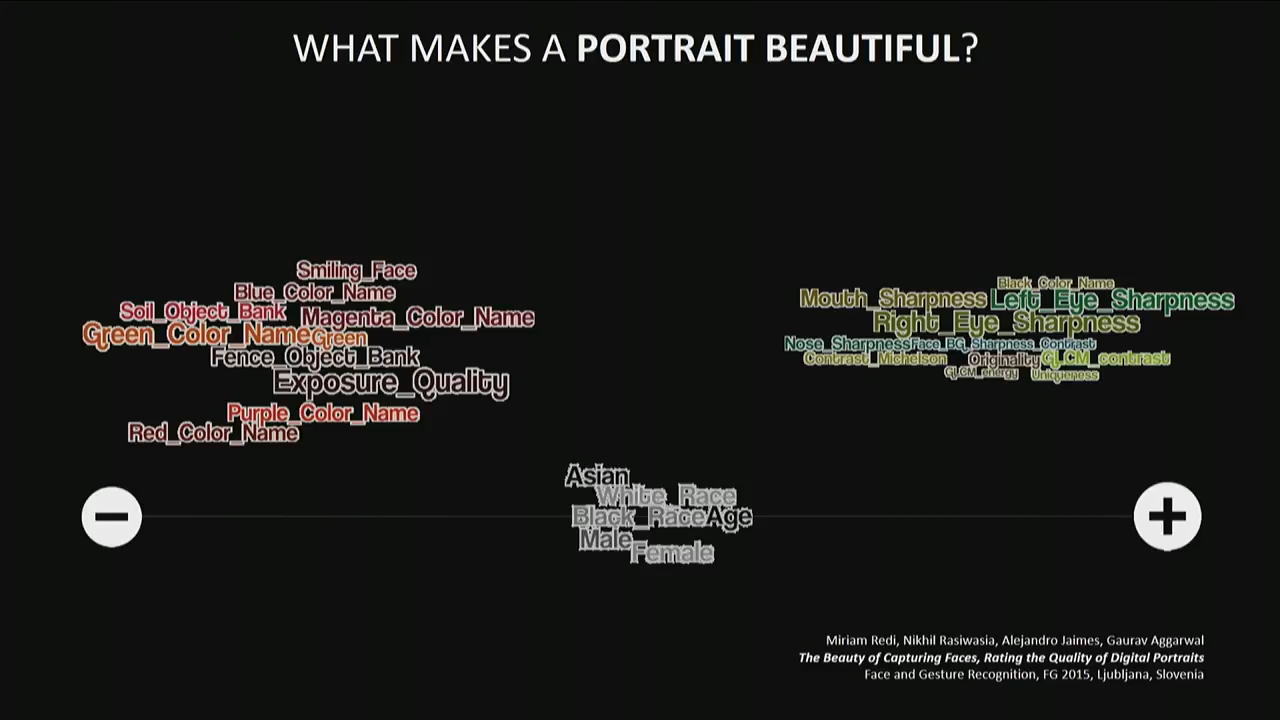 WHAT MAKES A PORTRAIT BEAUTIFUL?
Smiling_Face
Blue_Color_Name
Soil_Object_Bank
Magenta_Color_Name
Green_Color_Name
Green
Fence_Object_Bank
Exposure_Quality
Purple_Color_Name
Red_Color_Name
Black_Color_Name
Mouth_Sharpness
Left_Eye_Sharpness
Right_Eye_Sharpness
Nose_Sharpness
Face_BG_Sharpness_Contrast
Contrast_Michelson
Originality
GLCM_contrast
GLCM_energy
Uniqueness
Asian
White_Race
Black_Race
Age
Male
Female
Miriam Redi, Nikhil Rasiwasia, Alejandro Jaimes, Gaurav Aggarwal
The Beauty of Capturing Faces, Rating the Quality of Digital Portraits
Face and Gesture Recognition, FG 2015, Ljubljana, Slovenia